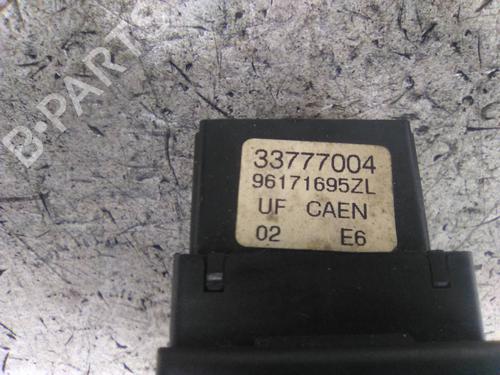 B-PARTS
33777004
96171695ZL
UF CAEN
02 E6